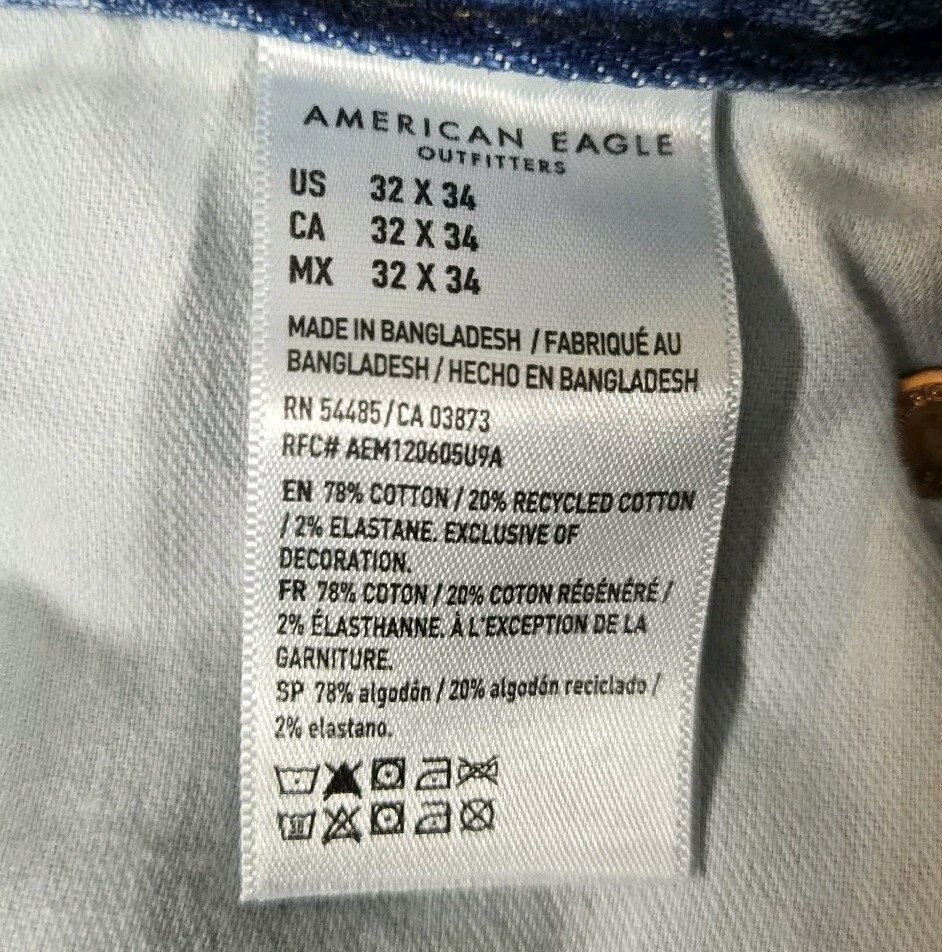 AMERICAN EAGLE
OUTFITTERS
US 32 X 34
CA 32 X 34
MX 32 X 34
MADE IN BANGLADESH / FABRIQUÉ AU
BANGLADESH / HECHO EN BANGLADESH
RN 54485 / CA 03873
RFC# AEM120605U9A
EN 78% COTTON / 20% RECYCLED COTTON
/ 2% ELASTANE. EXCLUSIVE OF
DECORATION.
FR 78% COTON / 20% COTON RÉGÉNÉRÉ /
2% ÉLASTHANNE. À L'EXCEPTION DE LA
GARNITURE.
SP 78% algodón / 20% algodón reciclado /
2% elastano.
30